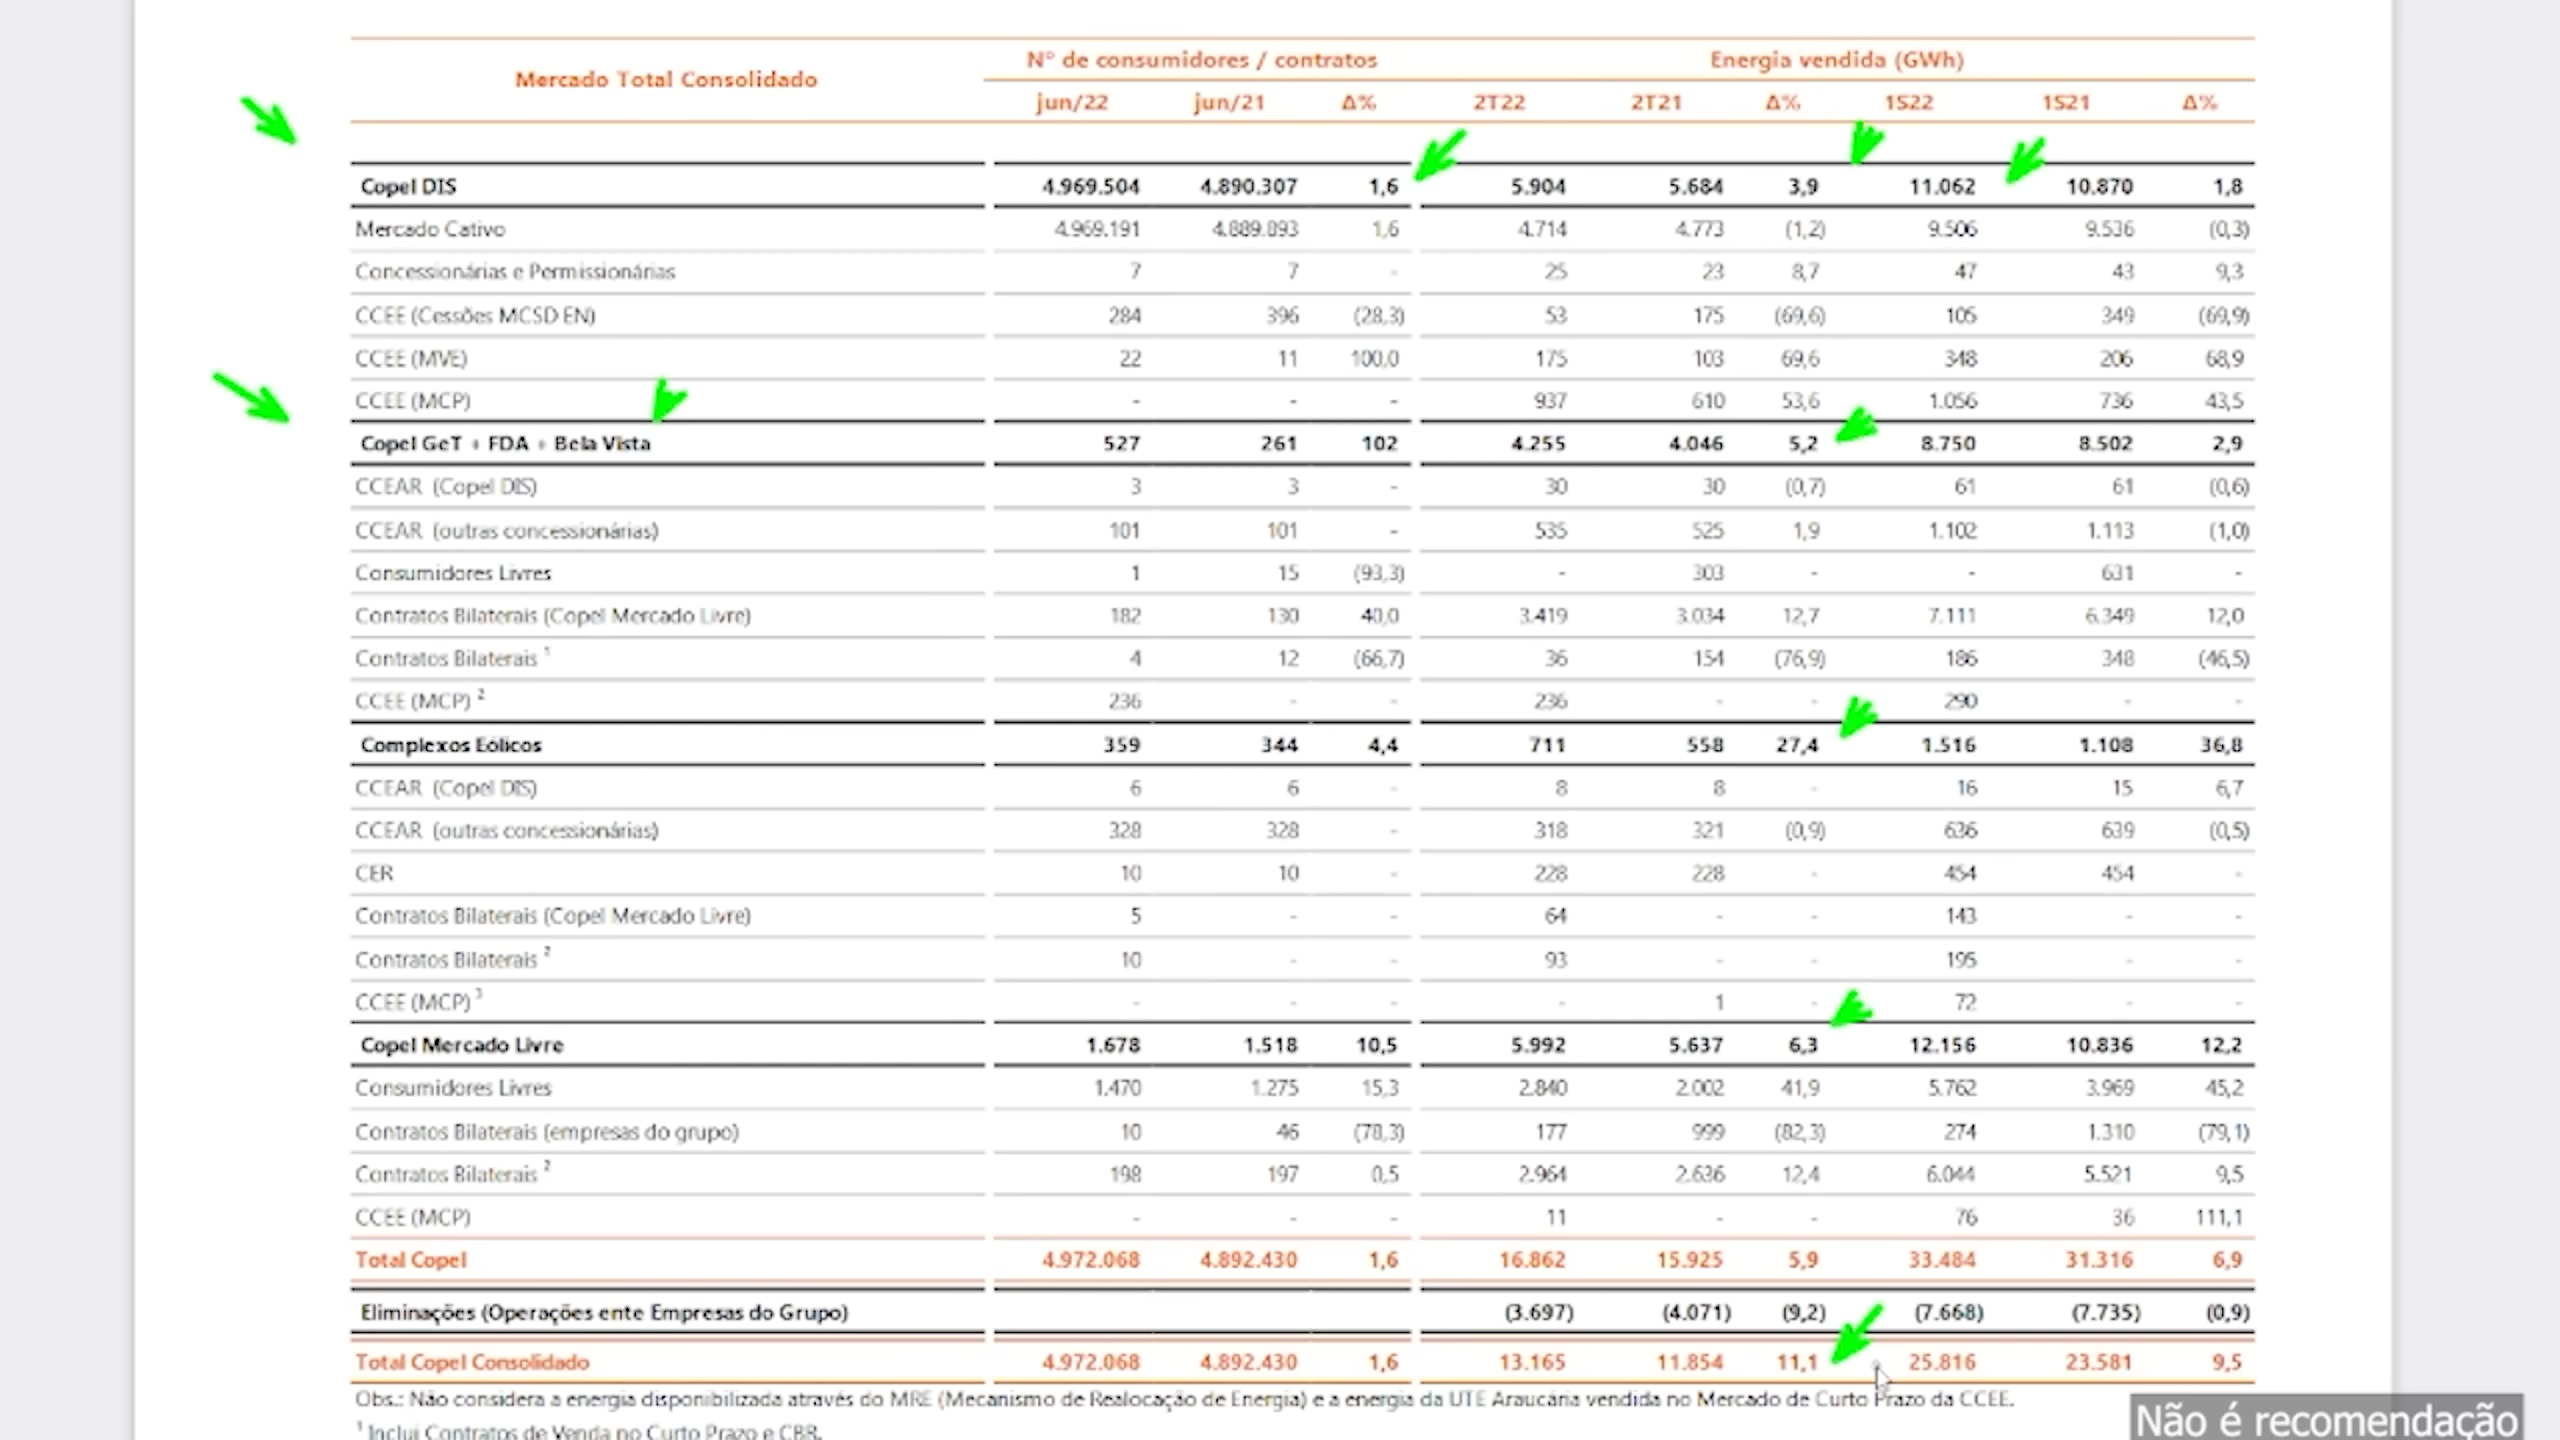 Mercado Total Consolidado Nº de consumidores / contratos Energia vendida (GWh)
jun/22 jun/21 Δ% 2T22 2T21 Δ% 1S22 1S21 Δ%
Copel DIS 4.969.504 4.890.307 1,6 5.904 5.684 3,9 11.062 10.870 1,8
Mercado Cativo 4.969.191 4.889.893 1,6 4.714 4.773 (1,2) 9.506 9.536 (0,3)
Concessionárias e Permissionárias 7 7 - 25 23 8,7 47 43 9,3
CCEE (Cessões MCSD EN) 284 396 (28,3) 53 175 (69,6) 105 349 (69,9)
CCEE (MVE) 22 11 100,0 175 103 69,6 348 206 68,9
CCEE (MCP) - - - 937 610 53,6 1.056 736 43,5
Copel GeT + FDA + Bela Vista 527 261 102 4.255 4.046 5,2 8.750 8.502 2,9
CCEAR (Copel DIS) 3 3 - 30 30 (0,7) 61 61 (0,6)
CCEAR (outras concessionárias) 101 101 - 535 525 1,9 1.102 1.113 (1,0)
Consumidores Livres 1 15 (93,3) - 303 - - 631 -
Contratos Bilaterais (Copel Mercado Livre) 182 130 40,0 3.419 3.034 12,7 7.111 6.349 12,0
Contratos Bilaterais ¹ 4 12 (66,7) 36 154 (76,9) 186 348 (46,5)
CCEE (MCP) ² 236 - - 236 - - 290 - -
Complexos Eólicos 359 344 4,4 711 558 27,4 1.516 1.108 36,8
CCEAR (Copel DIS) 6 6 - 8 8 - 16 15 6,7
CCEAR (outras concessionárias) 328 328 - 318 321 (0,9) 636 639 (0,5)
CER 10 10 - 228 228 - 454 454 -
Contratos Bilaterais (Copel Mercado Livre) 5 - - 64 - - 143 - -
Contratos Bilaterais ² 10 - - 93 - - 195 - -
CCEE (MCP) ³ - - - - 1 - 72 - -
Copel Mercado Livre 1.678 1.518 10,5 5.992 5.637 6,3 12.156 10.836 12,2
Consumidores Livres 1.470 1.275 15,3 2.840 2.002 41,9 5.762 3.969 45,2
Contratos Bilaterais (empresas do grupo) 10 46 (78,3) 177 999 (82,3) 274 1.310 (79,1)
Contratos Bilaterais ² 198 197 0,5 2.964 2.636 12,4 6.044 5.521 9,5
CCEE (MCP) - - - 11 - - 76 36 111,1
Total Copel 4.972.068 4.892.430 1,6 16.862 15.925 5,9 33.484 31.316 6,9
Eliminações (Operações ente Empresas do Grupo) (3.697) (4.071) (9,2) (7.668) (7.735) (0,9)
Total Copel Consolidado 4.972.068 4.892.430 1,6 13.165 11.854 11,1 25.816 23.581 9,5
Obs.: Não considera a energia disponibilizada através do MRE (Mecanismo de Realocação de Energia) e a energia da UTE Araucária vendida no Mercado de Curto Prazo da CCEE.
¹ Inclui Contratos de Venda no Curto Prazo e CBR.
Não é recomendação